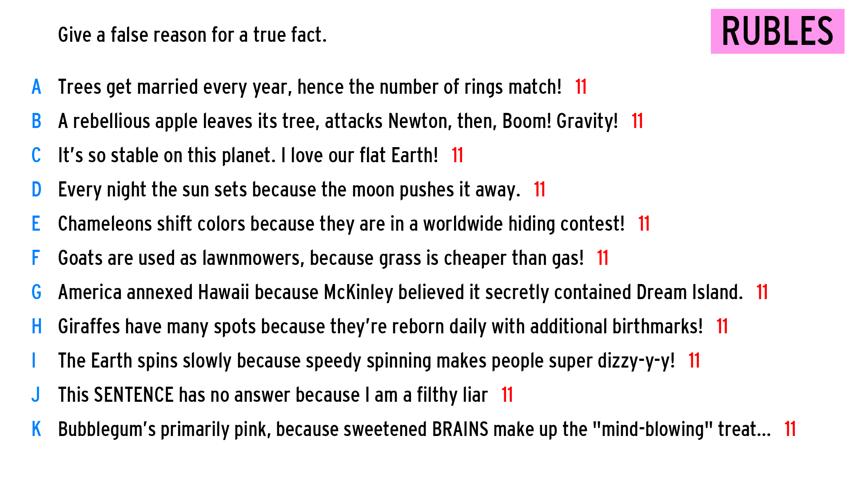 Give a false reason for a true fact.
RUBLES
A Trees get married every year, hence the number of rings match! 11
B A rebellious apple leaves its tree, attacks Newton, then, Boom! Gravity! 11
C It's so stable on this planet. I love our flat Earth! 11
D Every night the sun sets because the moon pushes it away. 11
E Chameleons shift colors because they are in a worldwide hiding contest! 11
F Goats are used as lawnmowers, because grass is cheaper than gas! 11
G America annexed Hawaii because McKinley believed it secretly contained Dream Island. 11
H Giraffes have many spots because they're reborn daily with additional birthmarks! 11
I The Earth spins slowly because speedy spinning makes people super dizzy-y-y! 11
J This SENTENCE has no answer because I am a filthy liar 11
K Bubblegum's primarily pink, because sweetened BRAINS make up the "mind-blowing" treat... 11